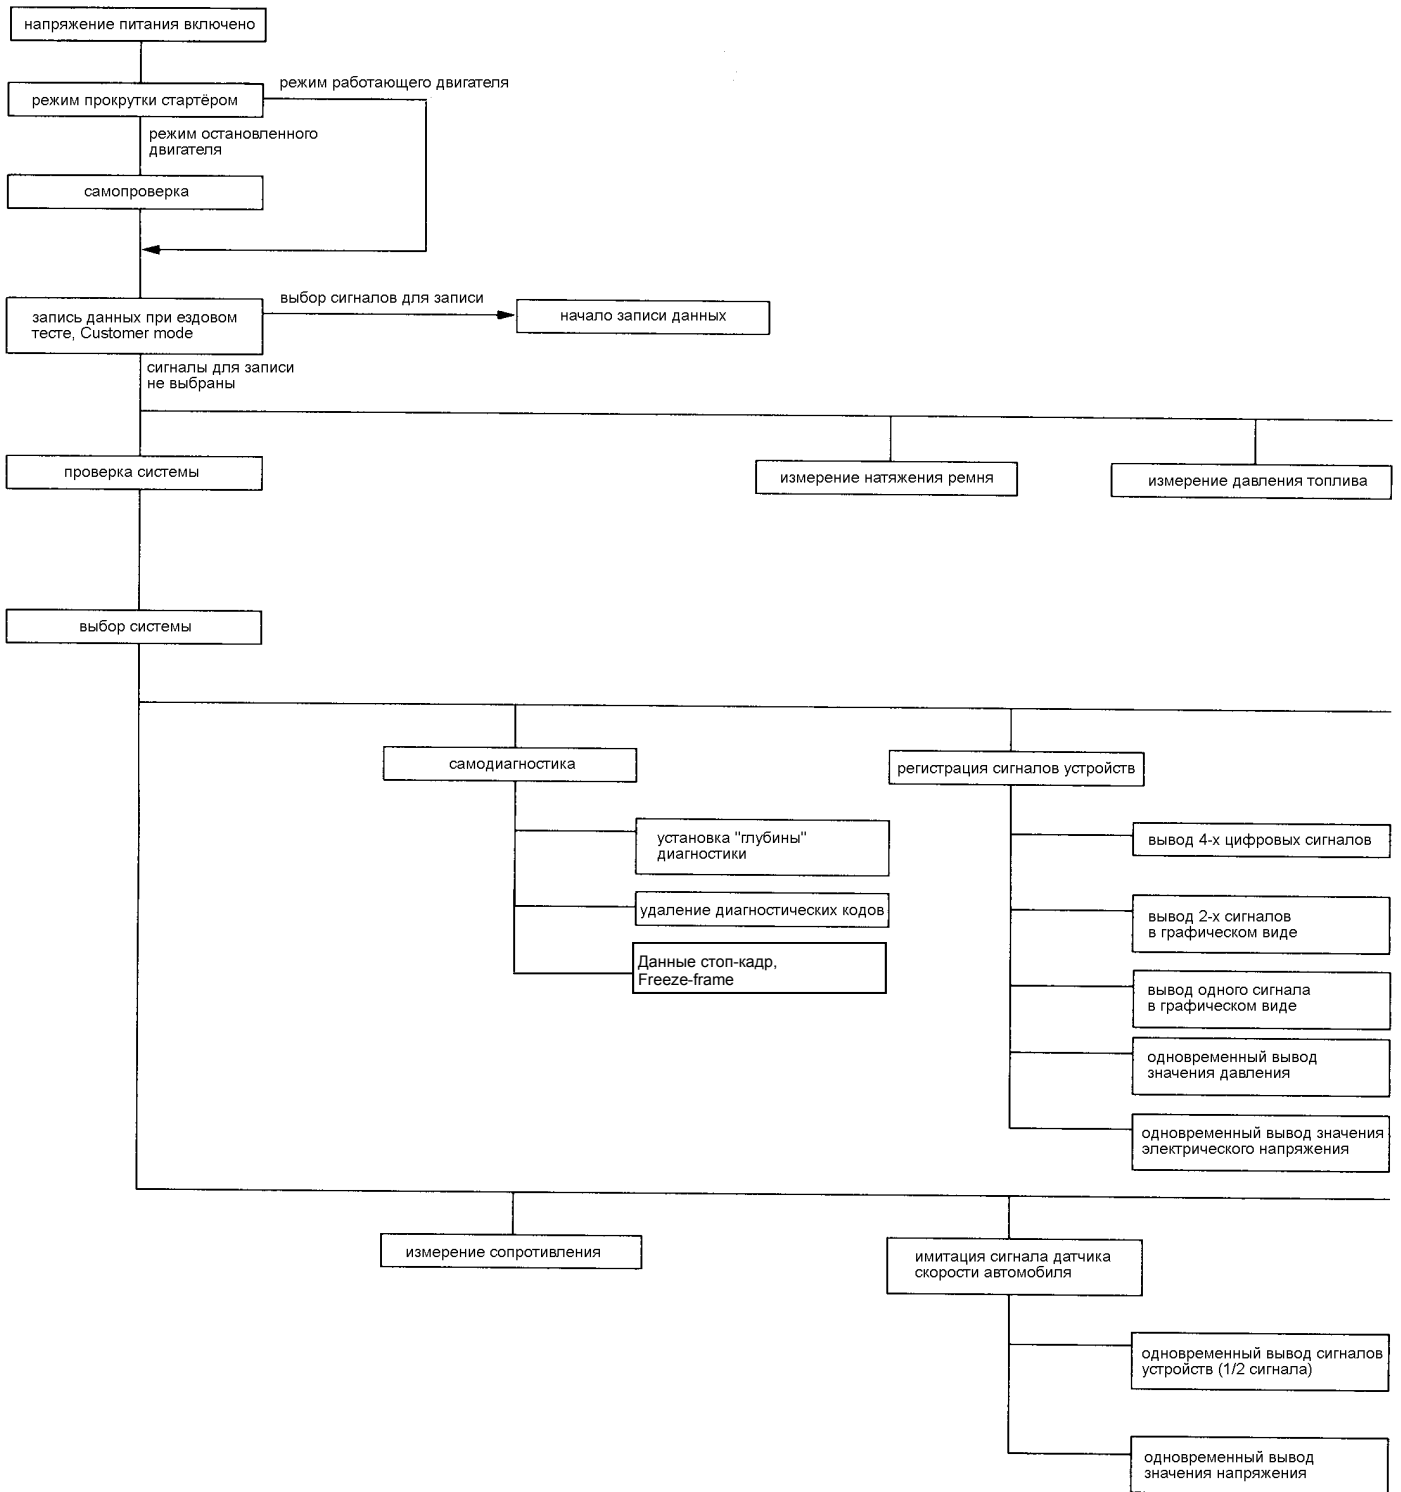 напряжение питания включено
режим работающего двигателя
режим прокрутки стартёром
режим остановленного
двигателя
самопроверка
выбор сигналов для записи
запись данных при ездовом
тесте, Customer mode
начало записи данных
сигналы для записи
не выбраны
проверка системы
измерение натяжения ремня
измерение давления топлива
выбор системы
самодиагностика
регистрация сигналов устройств
установка "глубины"
диагностики
удаление диагностических кодов
Данные стоп-кадр,
Freeze-frame
вывод 4-х цифровых сигналов
вывод 2-х сигналов
в графическом виде
вывод одного сигнала
в графическом виде
одновременный вывод
значения давления
одновременный вывод значения
электрического напряжения
измерение сопротивления
имитация сигнала датчика
скорости автомобиля
одновременный вывод сигналов
устройств (1/2 сигнала)
одновременный вывод
значения напряжения